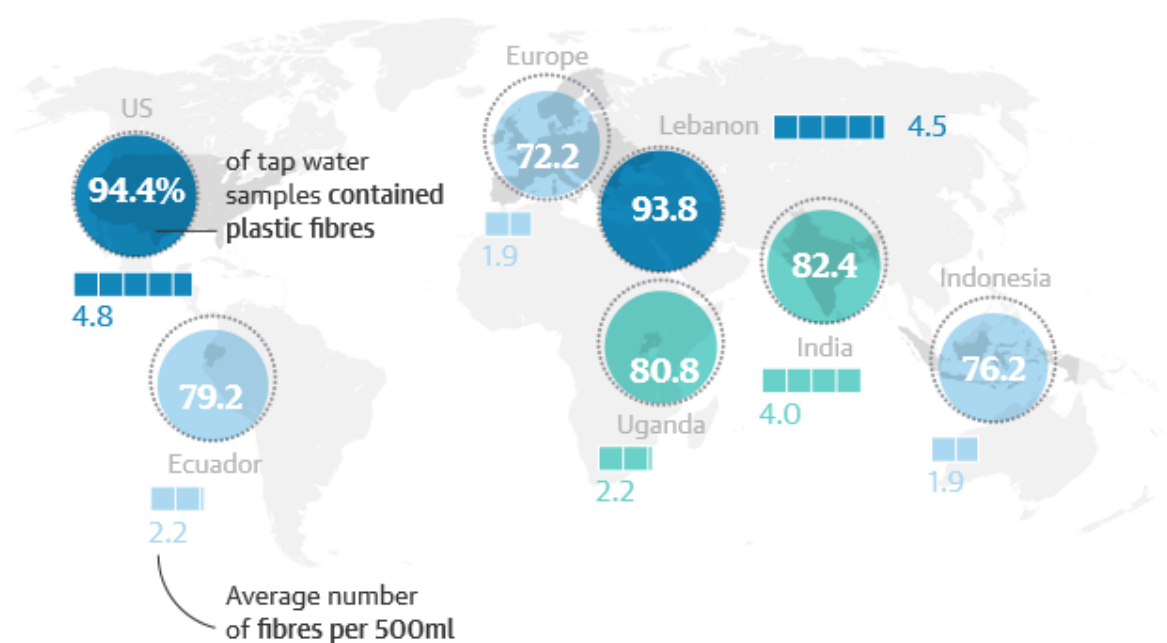 US
94.4%
of tap water
samples contained
plastic fibres
4.8
Europe
72.2
1.9
Lebanon
4.5
93.8
82.4
India
4.0
80.8
Uganda
2.2
Indonesia
76.2
1.9
79.2
Ecuador
2.2
Average number
of fibres per 500ml